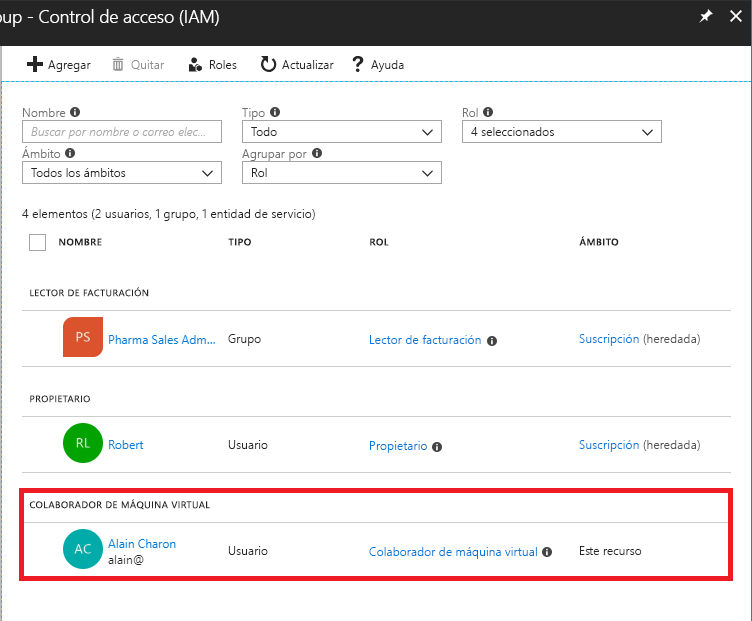 oup - Control de acceso (IAM)
Agregar Quitar Roles Actualizar ? Ayuda
Nombre Tipo Rol
Buscar por nombre o correo elec... Todo 4 seleccionados
Ámbito Agrupar por
Todos los ámbitos Rol
4 elementos (2 usuarios, 1 grupo, 1 entidad de servicio)
NOMBRE TIPO ROL ÁMBITO
LECTOR DE FACTURACIÓN
PS Pharma Sales Adm... Grupo Lector de facturación Suscripción (heredada)
PROPIETARIO
RL Robert Usuario Propietario Suscripción (heredada)
COLABORADOR DE MÁQUINA VIRTUAL
AC Alain Charon Usuario Colaborador de máquina virtual Este recurso
alain@